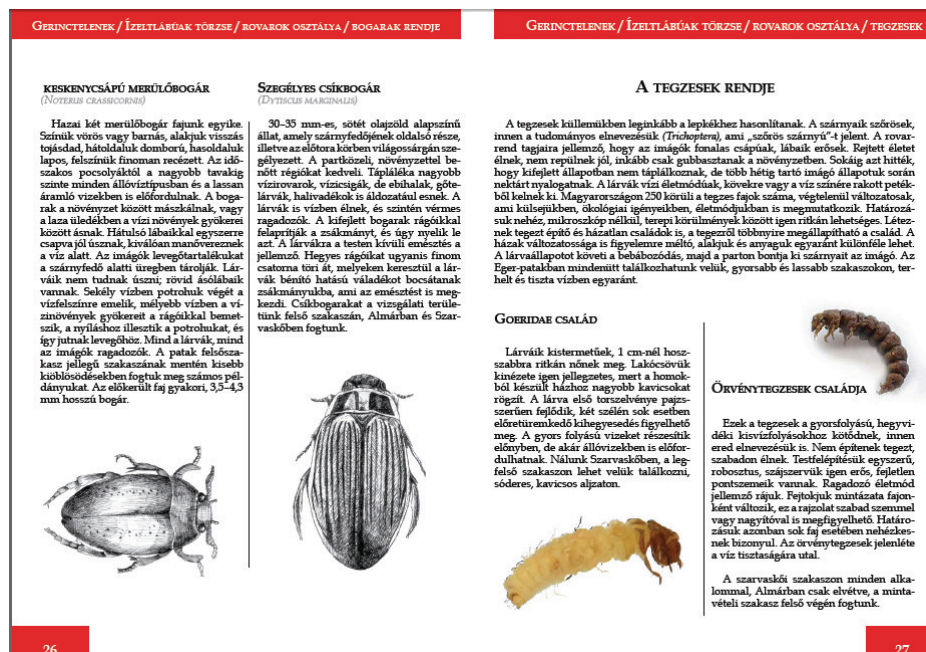 GERINCTELENEK / ÍZELTLÁBÚAK TÖRZSE / ROVAROK OSZTÁLYA / BOGARAK RENDJE
KESKENYCSÁPÚ MERÜLŐBOGÁR
(NOTERUS CRASSICORNIS)
Hazai két merülőbogár fajunk egyike.
Színük vörös vagy barnás, alakjuk visszás
tojásdad, hátoldaluk domború, hasoldaluk
lapos, felszínük finoman recézett. Az idő-
szakos pocsolyáktól a nagyobb tavakig
szinte minden állóvíztípusban és a lassan
áramló vizekben is előfordulnak. A boga-
rak a növényzet között mászkálnak, vagy
a laza üledékben a vízi növények gyökerei
között ásnak. Hátulsó lábaikkal egyszerre
csapva jól úsznak, kiválóan manővereznek
a víz alatt. Az imágók levegőtartalékukat
a szárnyfedő alatti üregben tárolják. Lár-
váik nem tudnak úszni; rövid ásólábaik
vannak. Sekély vízben potrohuk végét a
vízfelszínre emelik, mélyebb vízben a ví-
zinövények gyökereit a rágóikkal bemet-
szik, a nyíláshoz illesztik a potrohukat, és
így jutnak levegőhöz. Mind a lárvák, mind
az imágók ragadozók. A patak felsősza-
kasz jellegű szakaszának mentén kisebb
kiöblösödésekben fogtuk meg számos pél-
dányukat. Az előkerült faj gyakori, 3,5-4,3
mm hosszú bogár.
SZEGÉLYES CSÍKBOGÁR
(DYTISCUS MARGINALIS)
30–35 mm-es, sötét olajzöld alapszínű
állat, amely szárnyfedőjének oldalsó része,
illetve az előtora körben világossárgán sze-
gélyezett. A partközeli, növényzettel be-
nőtt régiókat kedveli. Tápláléka nagyobb
vízirovarok, vízicsigák, de ebihalak, gőte-
lárvák, halivadékok is áldozatául esnek. A
lárvák is vízben élnek, és szintén vérmes
ragadozók. A kifejlett bogarak rágóikkal
felaprítják a zsákmányt, és úgy nyelik le
azt. A lárvákra a testen kívüli emésztés a
jellemző. Hegyes rágóikat ugyanis finom
csatorna töri át, melyeken keresztül a lár-
vák bénító hatású váladékot bocsátanak
zsákmányukba, ami az emésztést is meg-
kezdi. Csíkbogarakat a vizsgálati terüle-
tünk felső szakaszán, Almárban és Szar-
vaskőben fogtunk.
26
GERINCTELENEK / ÍZELTLÁBÚAK TÖRZSE / ROVAROK OSZTÁLYA / TEGZESEK
A TEGZESEK RENDJE
A tegzesek küllemükben leginkább a lepkékhez hasonlítanak. A szárnyaik szőrösek,
innen a tudományos elnevezésük (Trichoptera), ami „szőrös szárnyú”-t jelent. A rovar-
rend tagjaira jellemző, hogy az imágók fonalas csápúak, lábaik erősek. Rejtett életet
élnek, nem repülnek jól, inkább csak gubbasztanak a növényzetben. Sokáig azt hitték,
hogy kifejlett állapotban nem táplálkoznak, de több hétig tartó imágó állapotuk során
nektárt nyalogatnak. A lárvák vízi életmódúak, kövekre vagy a víz színére rakott peték-
ből kelnek ki. Magyarországon 250 körüli a tegzes fajok száma, végtelenül változatosak,
ami külsejükben, ökológiai igényeikben, életmódjukban is megmutatkozik. Határozá-
suk nehéz, mikroszkóp nélkül, terepi körülmények között igen ritkán lehetséges. Létez-
nek tegezt építő és házatlan családok is, a tegezről többnyire megállapítható a család. A
házak változatossága is figyelemre méltó, alakjuk és anyaguk egyaránt különféle lehet.
A lárvaállapotot követi a bebábozódás, majd a parton bontja ki szárnyait az imágó. Az
Eger-patakban mindenütt találkozhatunk velük, gyorsabb és lassabb szakaszokon, ter-
helt és tiszta vízben egyaránt.
GOERIDAE CSALÁD
Lárváik kistermetűek, 1 cm-nél hosz-
szabbra ritkán nőnek meg. Lakócsövük
kinézete igen jellegzetes, mert a homok-
ból készült házhoz nagyobb kavicsokat
rögzít. A lárva első torszelvénye pajzs-
szerűen fejlődik, két szélén sok esetben
előretüremkedő kihegyesedés figyelhető
meg. A gyors folyású vizeket részesítik
előnyben, de akár állóvizekben is előfor-
dulhatnak. Nálunk Szarvaskőben, a leg-
felső szakaszon lehet velük találkozni,
sóderes, kavicsos aljzaton.
ÖRVÉNYTEGZESEK CSALÁDJA
Ezek a tegzesek a gyorsfolyású, hegyvi-
déki kisvízfolyásokhoz kötődnek, innen
ered elnevezésük is. Nem építenek tegezt,
szabadon élnek. Testfelépítésük egyszerű,
robosztus, szájszervük igen erős, fejletlen
pontszemeik vannak. Ragadozó életmód
jellemző rájuk. Fejtokjuk mintázata fajon-
ként változik, ez a rajzolat szabad szemmel
vagy nagyítóval is megfigyelhető. Határo-
zásuk azonban sok faj esetében nehézkes-
nek bizonyul. Az örvénytegzesek jelenléte
a víz tisztaságára utal.
A szarvaskői szakaszon minden alka-
lommal, Almárban csak elvétve, a minta-
vételi szakasz felső végén fogtunk.
27